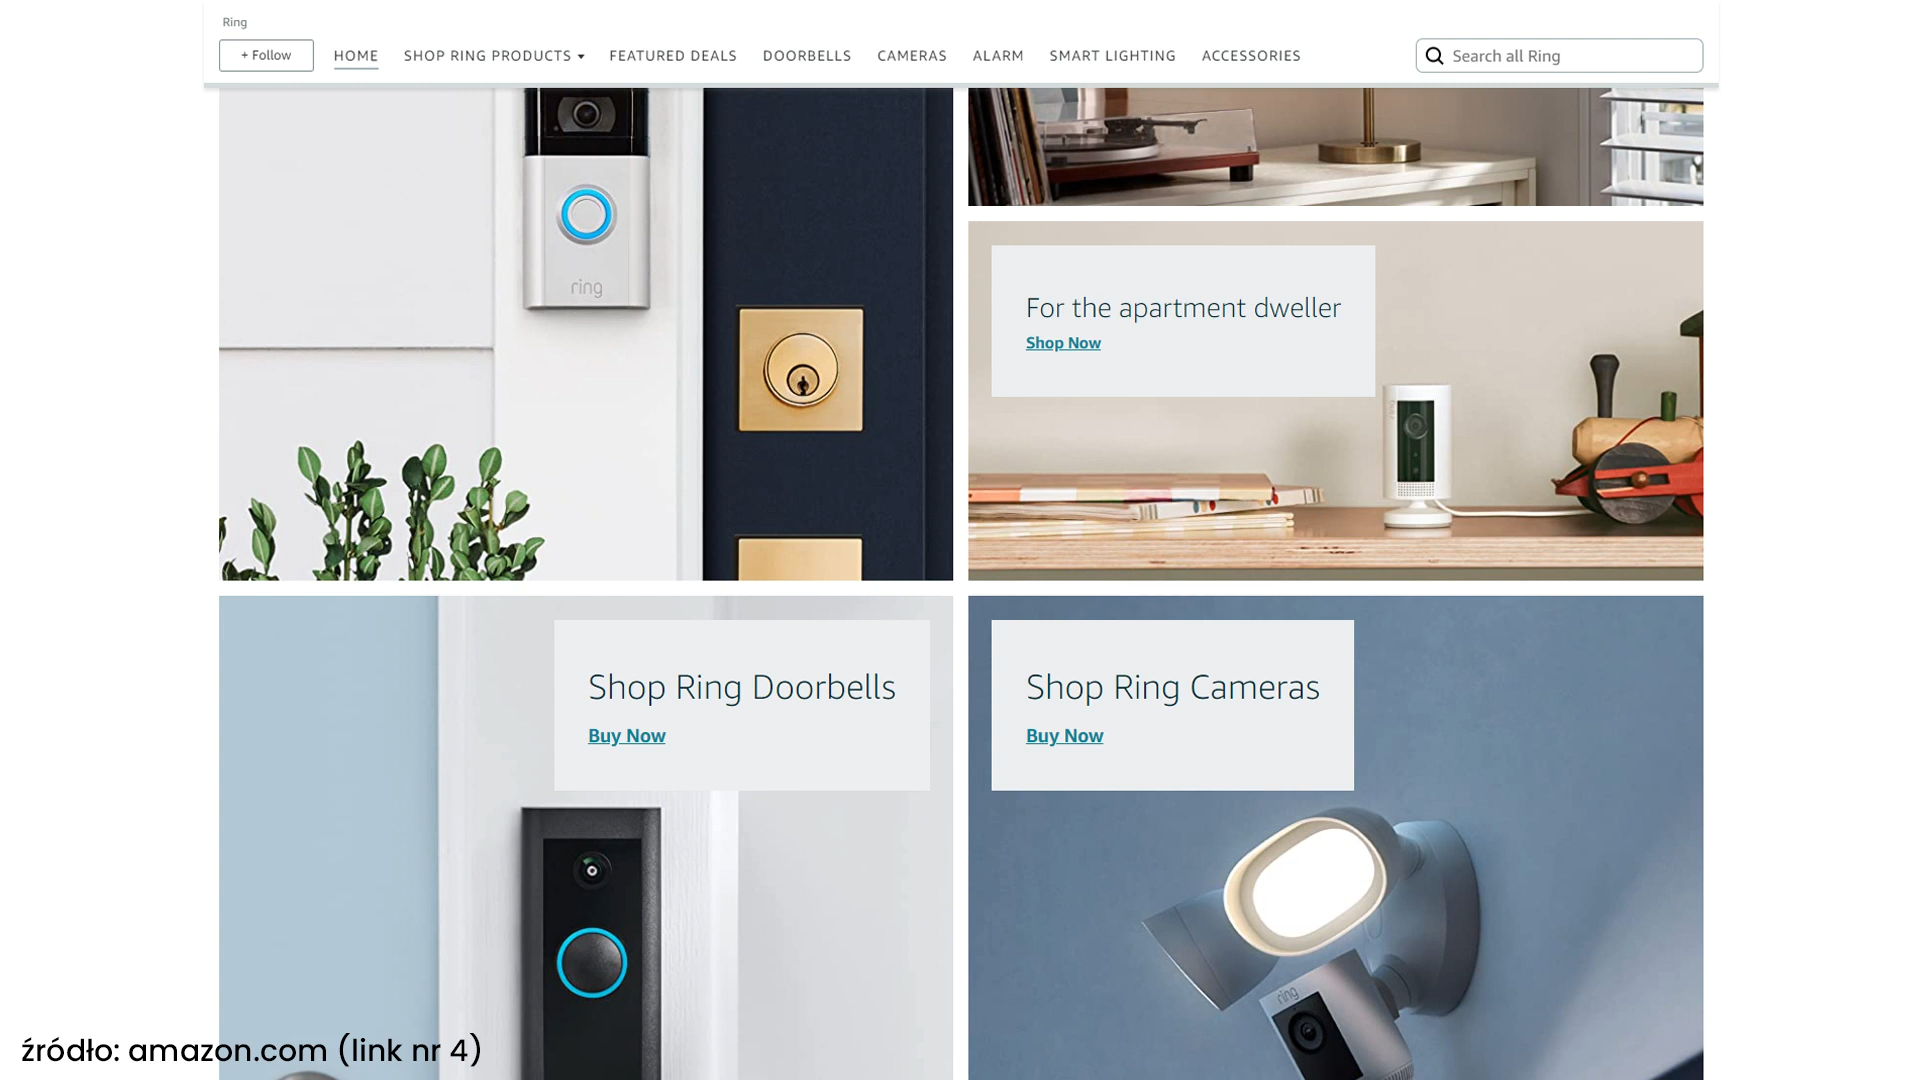 Ring
+ Follow
HOME
SHOP RING PRODUCTS
FEATURED DEALS
DOORBELLS
CAMERAS
ALARM
SMART LIGHTING
ACCESSORIES
Search all Ring
ring
For the apartment dweller
Shop Now
Shop Ring Doorbells
Buy Now
Shop Ring Cameras
Buy Now
ring
źródło: amazon.com (link nr 4)